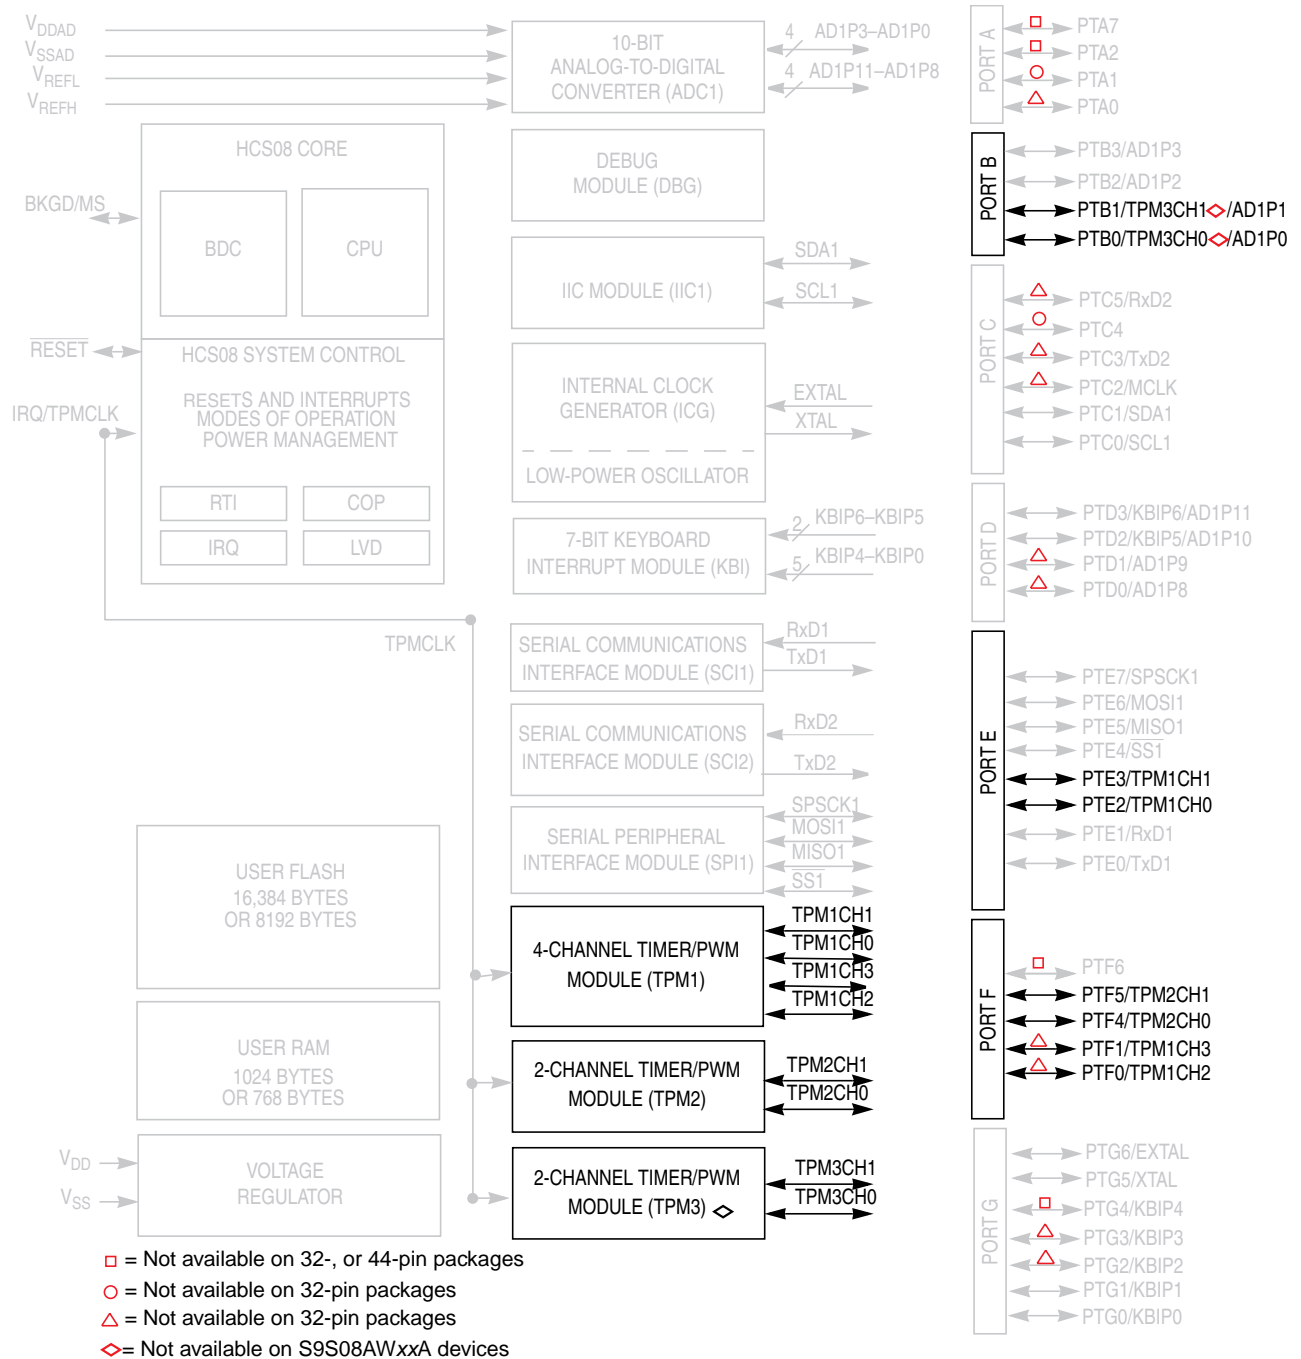 VDDAD
VSSAD
VREFL
VREFH
10-BIT
ANALOG-TO-DIGITAL
CONVERTER (ADC1)
4 AD1P3–AD1P0
4 AD1P11–AD1P8
PORT A
PTA7
PTA2
PTA1
PTA0
HCS08 CORE
BDC
CPU
BKGD/MS
DEBUG
MODULE (DBG)
PORT B
PTB3/AD1P3
PTB2/AD1P2
PTB1/TPM3CH1/AD1P1
PTB0/TPM3CH0/AD1P0
IIC MODULE (IIC1)
SDA1
SCL1
PORT C
PTC5/RxD2
PTC4
PTC3/TxD2
PTC2/MCLK
PTC1/SDA1
PTC0/SCL1
RESET
IRQ/TPMCLK
HCS08 SYSTEM CONTROL
RESETS AND INTERRUPTS
MODES OF OPERATION
POWER MANAGEMENT
RTI
COP
IRQ
LVD
INTERNAL CLOCK
GENERATOR (ICG)
LOW-POWER OSCILLATOR
EXTAL
XTAL
7-BIT KEYBOARD
INTERRUPT MODULE (KBI)
2 KBIP6–KBIP5
5 KBIP4–KBIP0
PORT D
PTD3/KBIP6/AD1P11
PTD2/KBIP5/AD1P10
PTD1/AD1P9
PTD0/AD1P8
TPMCLK
SERIAL COMMUNICATIONS
INTERFACE MODULE (SCI1)
RxD1
TxD1
SERIAL COMMUNICATIONS
INTERFACE MODULE (SCI2)
RxD2
TxD2
PORT E
PTE7/SPSCK1
PTE6/MOSI1
PTE5/MISO1
PTE4/SS1
PTE3/TPM1CH1
PTE2/TPM1CH0
PTE1/RxD1
PTE0/TxD1
SERIAL PERIPHERAL
INTERFACE MODULE (SPI1)
SPSCK1
MOSI1
MISO1
SS1
USER FLASH
16,384 BYTES
OR 8192 BYTES
4-CHANNEL TIMER/PWM
MODULE (TPM1)
TPM1CH1
TPM1CH0
TPM1CH3
TPM1CH2
PORT F
PTF6
PTF5/TPM2CH1
PTF4/TPM2CH0
PTF1/TPM1CH3
PTF0/TPM1CH2
USER RAM
1024 BYTES
OR 768 BYTES
2-CHANNEL TIMER/PWM
MODULE (TPM2)
TPM2CH1
TPM2CH0
VDD
VSS
VOLTAGE
REGULATOR
2-CHANNEL TIMER/PWM
MODULE (TPM3)
TPM3CH1
TPM3CH0
PORT G
PTG6/EXTAL
PTG5/XTAL
PTG4/KBIP4
PTG3/KBIP3
PTG2/KBIP2
PTG1/KBIP1
PTG0/KBIP0
= Not available on 32-, or 44-pin packages
= Not available on 32-pin packages
= Not available on 32-pin packages
= Not available on S9S08AWxxA devices